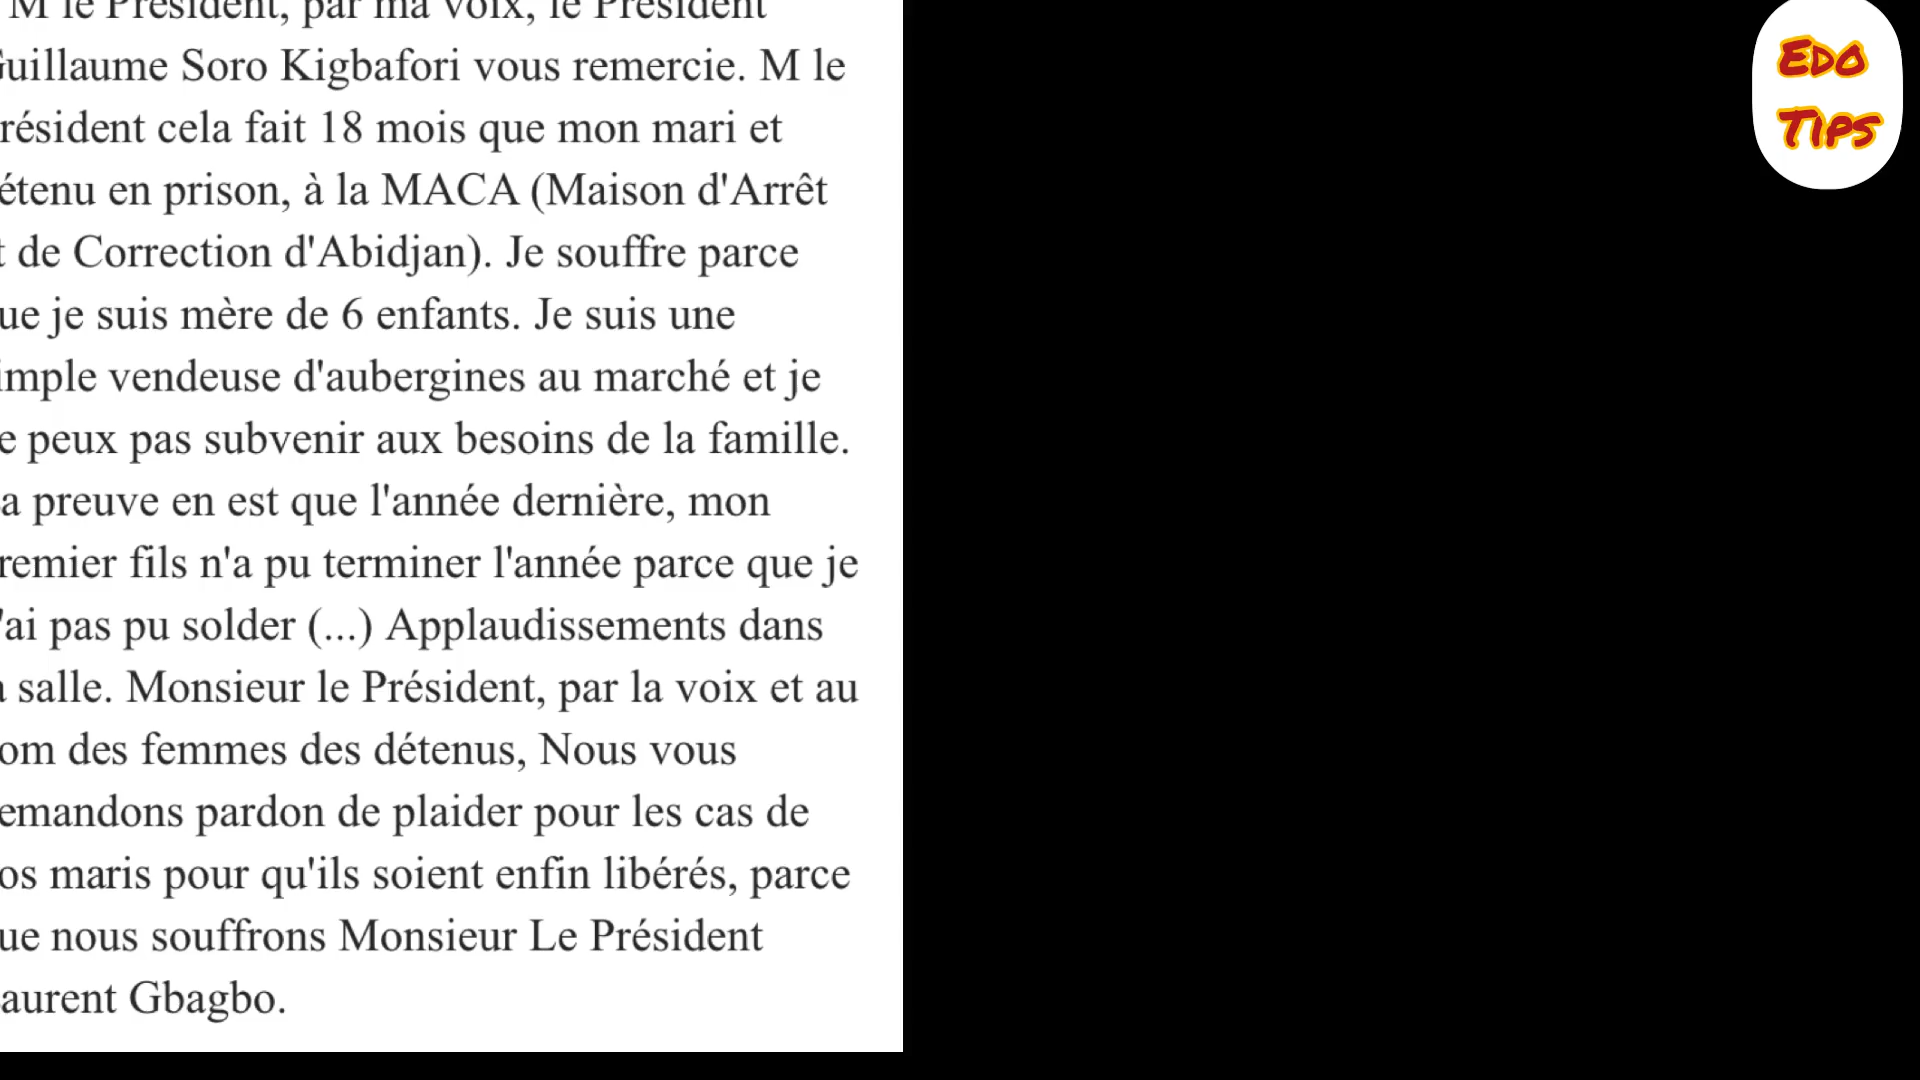 M le Président, par ma voix, le Président
Guillaume Soro Kigbafori vous remercie. M le
résident cela fait 18 mois que mon mari et
étenu en prison, à la MACA (Maison d'Arrêt
t de Correction d'Abidjan). Je souffre parce
ue je suis mère de 6 enfants. Je suis une
imple vendeuse d'aubergines au marché et je
e peux pas subvenir aux besoins de la famille.
a preuve en est que l'année dernière, mon
remier fils n'a pu terminer l'année parce que je
'ai pas pu solder (...) Applaudissements dans
a salle. Monsieur le Président, par la voix et au
om des femmes des détenus, Nous vous
emandons pardon de plaider pour les cas de
os maris pour qu'ils soient enfin libérés, parce
ue nous souffrons Monsieur Le Président
aurent Gbagbo.
EDO
TIPS